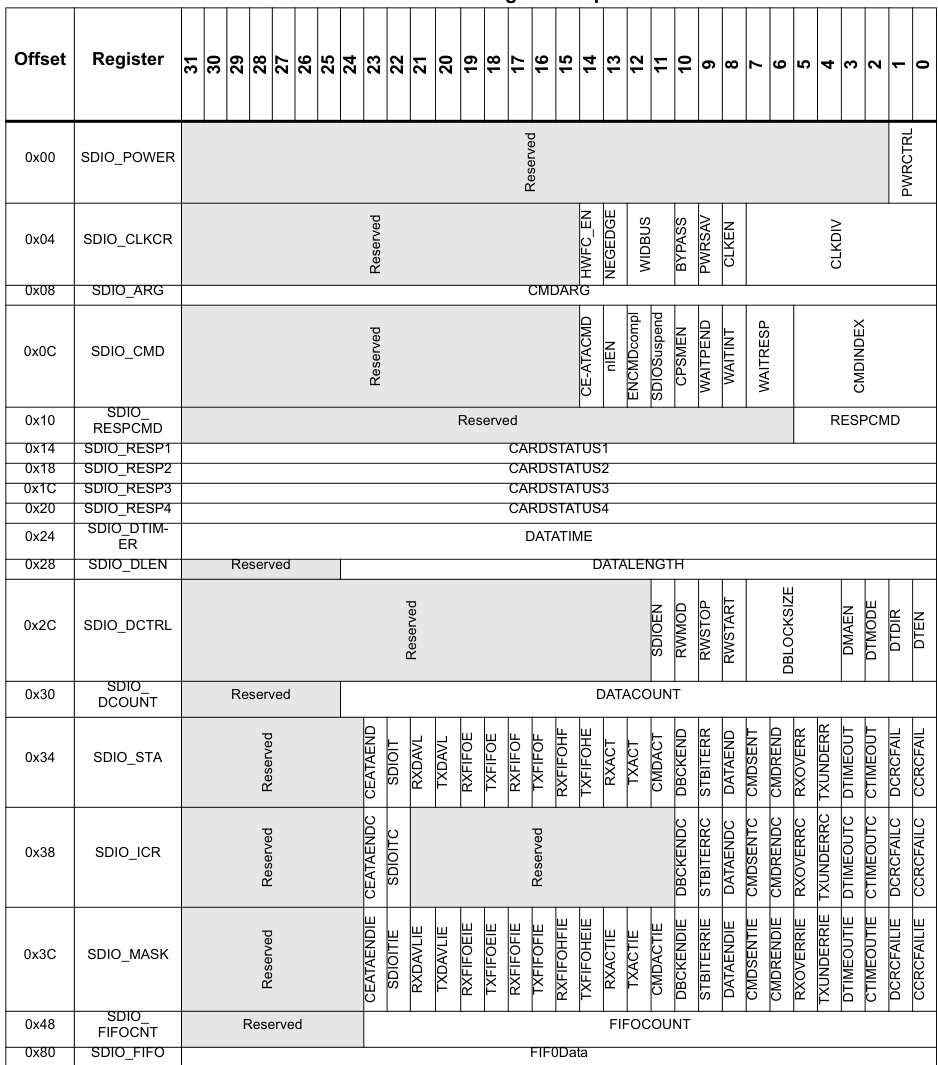 Offset Register 31 30 29 28 27 26 25 24 23 22 21 20 19 18 17 16 15 14 13 12 11 10 9 8 7 6 5 4 3 2 1 0
0x00 SDIO_POWER Reserved PWRCTRL
0x04 SDIO_CLKCR Reserved HWFC_EN NEGEDGE WIDBUS BYPASS PWRSAV CLKEN CLKDIV
0x08 SDIO_ARG CMDARG
0x0C SDIO_CMD Reserved CE-ATACMD nIEN ENCMDcompl SDIOSuspend CPSMEN WAITPEND WAITINT WAITRESP CMDINDEX
0x10 SDIO_
RESPCMD Reserved RESPCMD
0x14 SDIO_RESP1 CARDSTATUS1
0x18 SDIO_RESP2 CARDSTATUS2
0x1C SDIO_RESP3 CARDSTATUS3
0x20 SDIO_RESP4 CARDSTATUS4
0x24 SDIO_DTIM-
ER DATATIME
0x28 SDIO_DLEN Reserved DATALENGTH
0x2C SDIO_DCTRL Reserved SDIOEN RWMOD RWSTOP RWSTART DBLOCKSIZE DMAEN DTMODE DTDIR DTEN
0x30 SDIO_
DCOUNT Reserved DATACOUNT
0x34 SDIO_STA Reserved CEATAEND SDIOIT RXDAVL TXDAVL RXFIFOE TXFIFOE RXFIFOF TXFIFOF RXFIFOHF TXFIFOHE RXACT TXACT CMDACT DBCKEND STBITERR DATAEND CMDSENT CMDREND RXOVERR TXUNDERR DTIMEOUT CTIMEOUT DCRCFAIL CCRCFAIL
0x38 SDIO_ICR Reserved CEATAENDC SDIOITC Reserved DBCKENDC STBITERRC DATAENDC CMDSENTC CMDRENDC RXOVERRC TXUNDERRC DTIMEOUTC CTIMEOUTC DCRCFAILC CCRCFAILC
0x3C SDIO_MASK Reserved CEATAENDIE SDIOITIE RXDAVLIE TXDAVLIE RXFIFOEIE TXFIFOEIE RXFIFOFIE TXFIFOFIE RXFIFOHFIE TXFIFOHEIE RXACTIE TXACTIE CMDACTIE DBCKENDIE STBITERRIE DATAENDIE CMDSENTIE CMDRENDIE RXOVERRIE TXUNDERRIE DTIMEOUTIE CTIMEOUTIE DCRCFAILIE CCRCFAILIE
0x48 SDIO_
FIFOCNT Reserved FIFOCOUNT
0x80 SDIO_FIFO FIF0Data